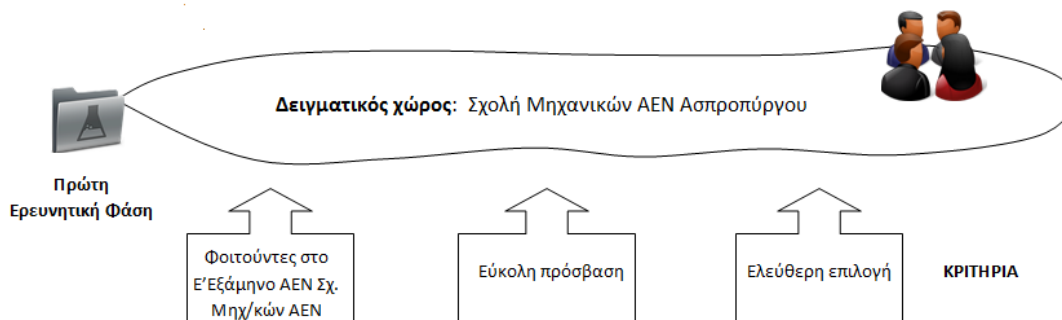 Δειγματικός χώρος: Σχολή Μηχανικών ΑΕΝ Ασπροπύργου
Πρώτη
Ερευνητική Φάση
Φοιτούντες στο
Ε'Εξάμηνο ΑΕΝ Σχ.
Μηχ/κών ΑΕΝ
Εύκολη πρόσβαση
Ελεύθερη επιλογή
ΚΡΙΤΗΡΙΑ